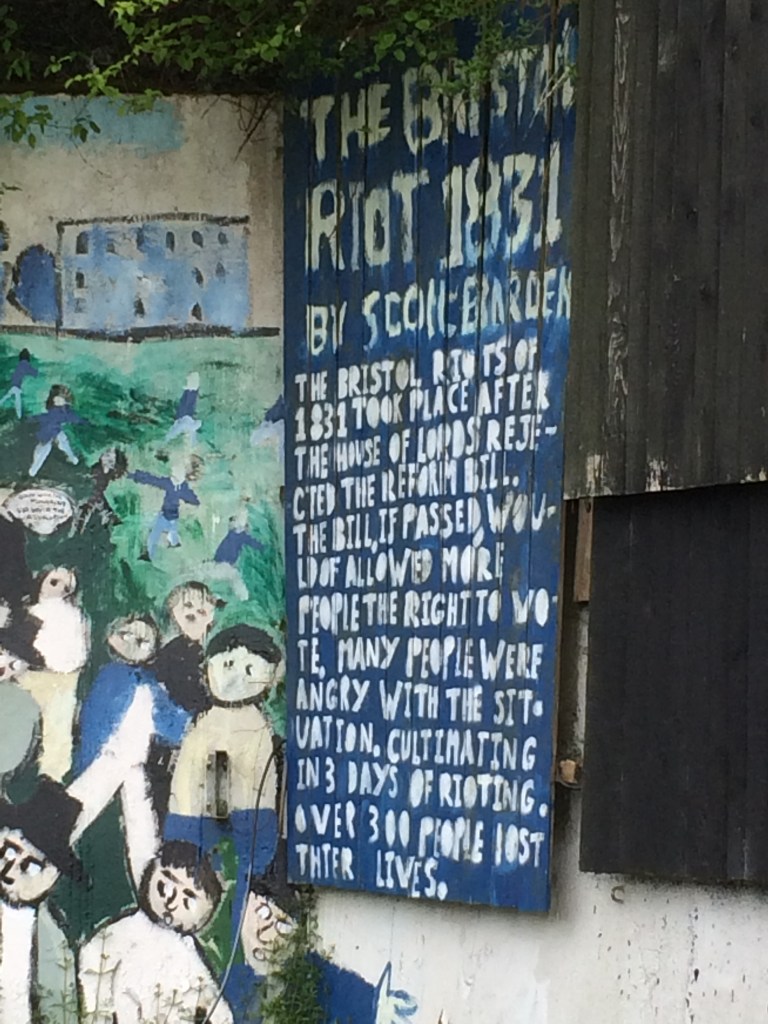 THE BRISTOL
RIOT 1831
BY
THE BRISTOL RIOTS OF
1831 TOOK PLACE AFTER
THE HOUSE OF LORDS REJE-
CTED THE REFORM BILL..
THE BILL, IF PASSED, WOU-
LD OF ALLOWED MORE
PEOPLE THE RIGHT TO VO-
TE, MANY PEOPLE WERE
ANGRY WITH THE SIT-
UATION. CULTIMATING
IN 3 DAYS OF RIOTING.
OVER 300 PEOPLE LOST
THIER LIVES.